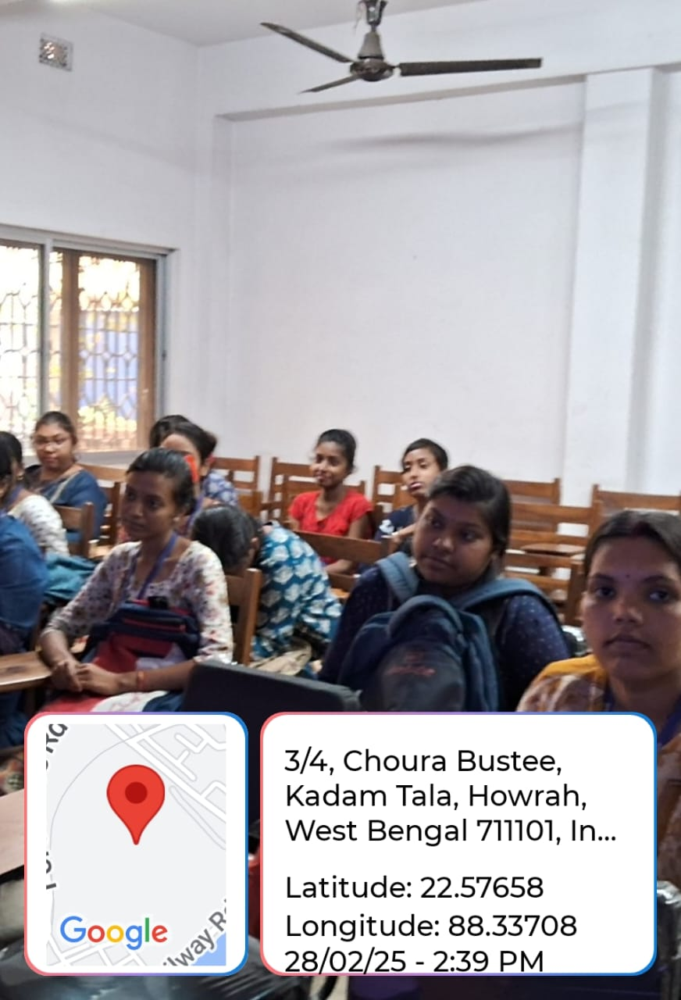 Google
3/4, Choura Bustee,
Kadam Tala, Howrah,
West Bengal 711101, In...
Latitude: 22.57658
Longitude: 88.33708
28/02/25 - 2:39 PM